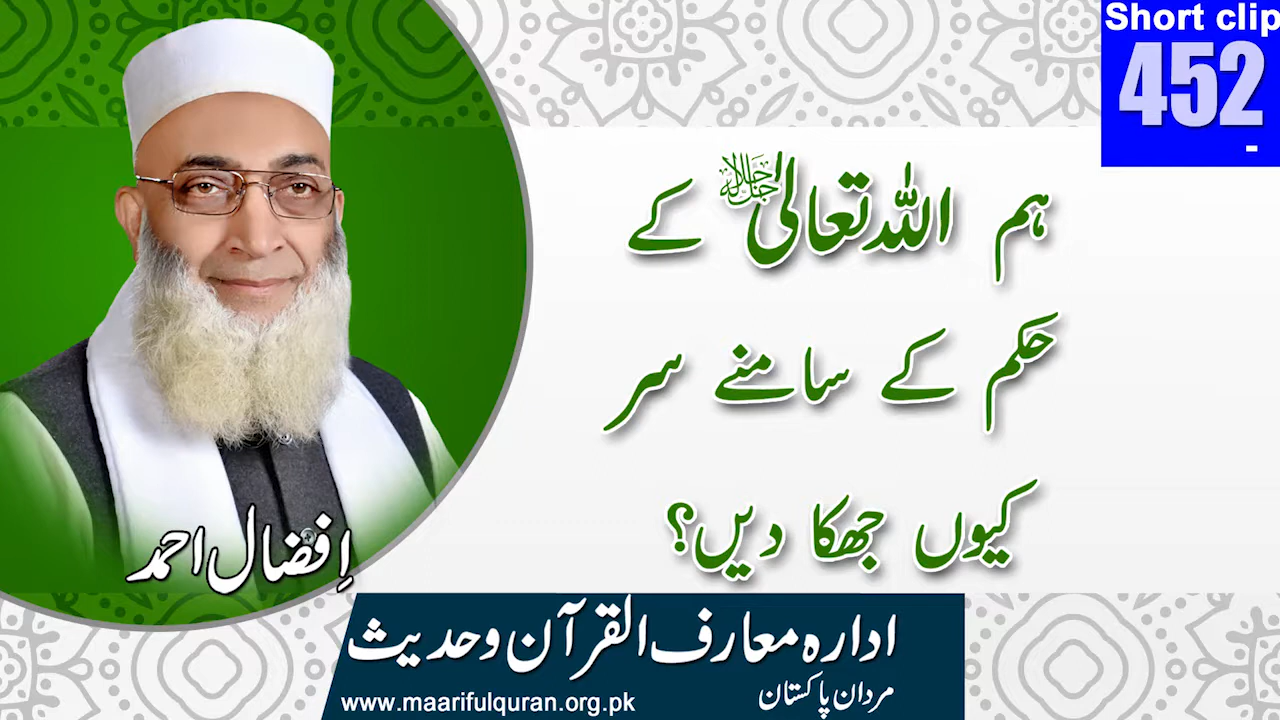 Short clip
452
-
ہم اللہ تعالیٰ جل جلالہ کے
حکم کے سامنے سر
کیوں جھکا دیں؟
اِفضال احمد
ادارہ معارف القرآن وحدیث
مردان پاکستان
www.maarifulquran.org.pk